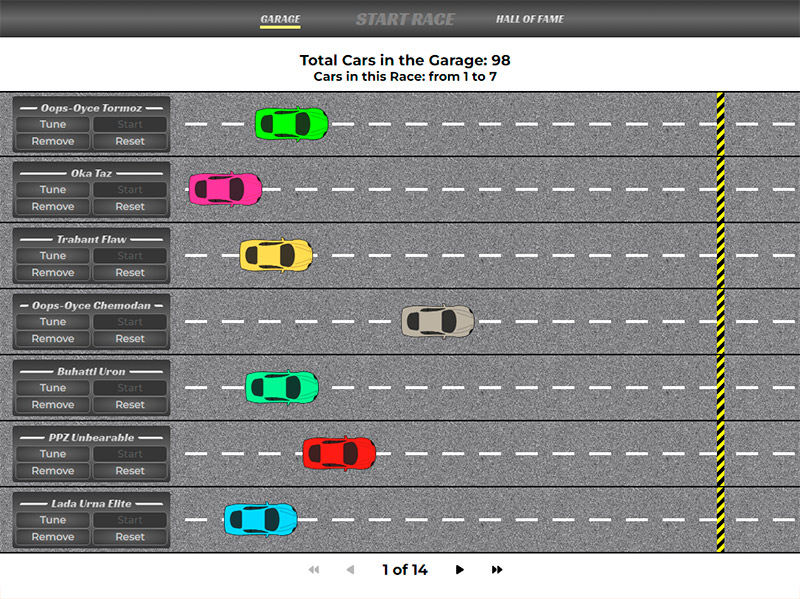 GARAGE START RACE HALL OF FAME
Total Cars in the Garage: 98
Cars in this Race: from 1 to 7
Oops-Oyce Tormoz
Tune Start
Remove Reset
Oka Taz
Tune Start
Remove Reset
Trabant Flaw
Tune Start
Remove Reset
Oops-Oyce Chemodan
Tune Start
Remove Reset
Buhatti Uron
Tune Start
Remove Reset
PPZ Unbearable
Tune Start
Remove Reset
Lada Urna Elite
Tune Start
Remove Reset
1 of 14